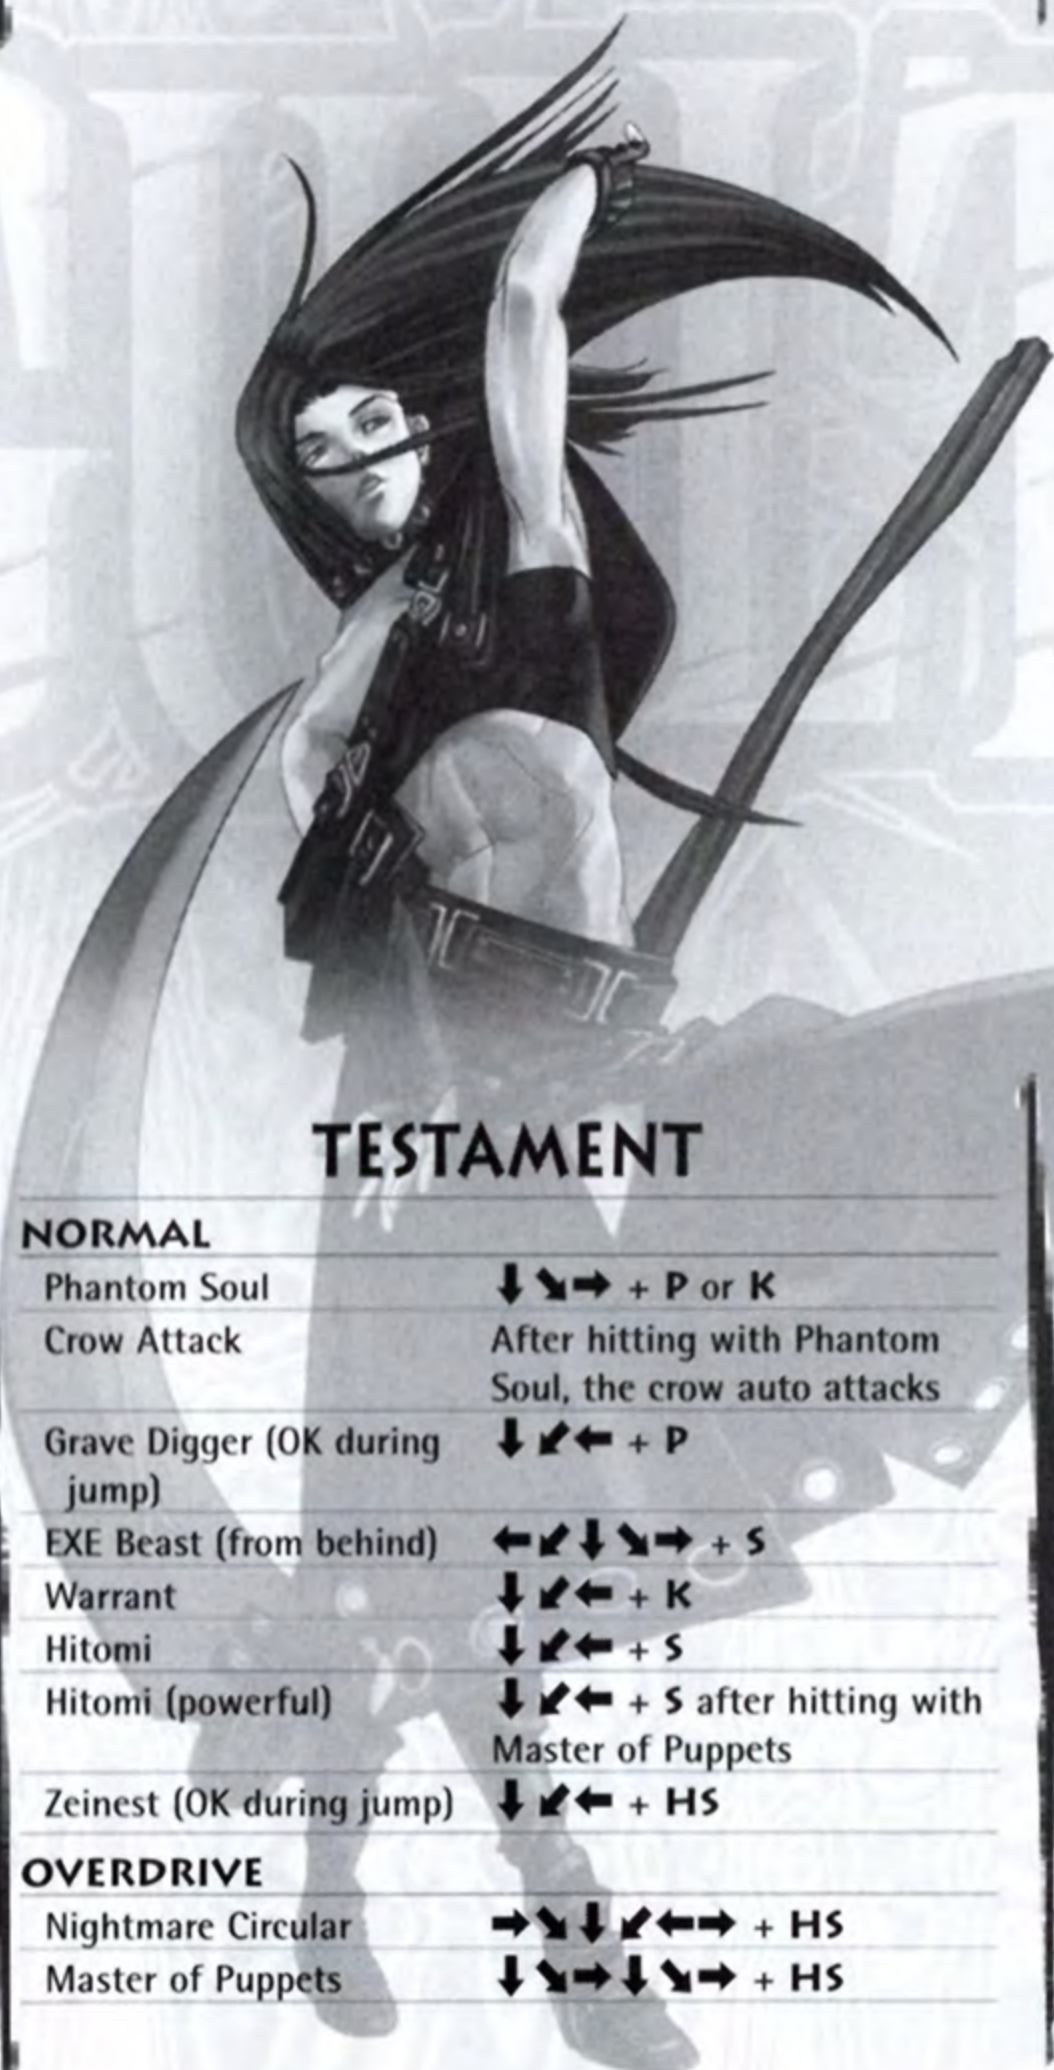 TESTAMENT
NORMAL
Phantom Soul ⬇⬊➡ + P or K
Crow Attack After hitting with Phantom
Soul, the crow auto attacks
Grave Digger (OK during ⬇⬋⬅ + P
jump)
EXE Beast (from behind) ⬅⬋⬇⬊➡ + S
Warrant ⬇⬋⬅ + K
Hitomi ⬇⬋⬅ + S
Hitomi (powerful) ⬇⬋⬅ + S after hitting with
Master of Puppets
Zeinest (OK during jump) ⬇⬋⬅ + HS
OVERDRIVE
Nightmare Circular ➡⬊⬇⬋⬅➡ + HS
Master of Puppets ⬇⬊➡⬇⬊➡ + HS